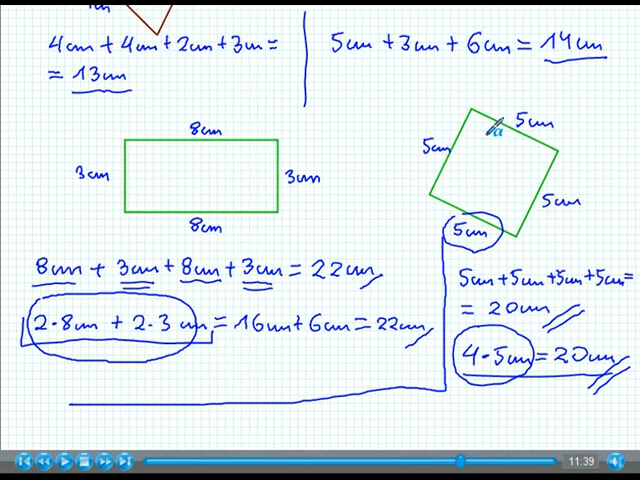 4cm + 4cm + 2cm + 3cm =
= 13cm
5cm + 3cm + 6cm = 14cm
8cm
3cm
3cm
8cm
5cm
a
5cm
5cm
5cm
8cm + 3cm + 8cm + 3cm = 22cm
2·8cm + 2·3cm = 16cm + 6cm = 22cm
5cm + 5cm + 5cm + 5cm =
= 20cm
4·5cm = 20cm
11:39